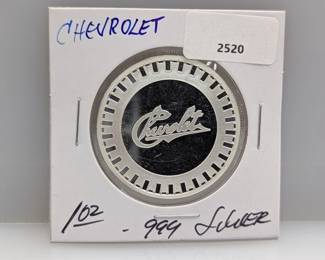 CHEVROLET
2520
Chevrolet
1oz .999 SILVER